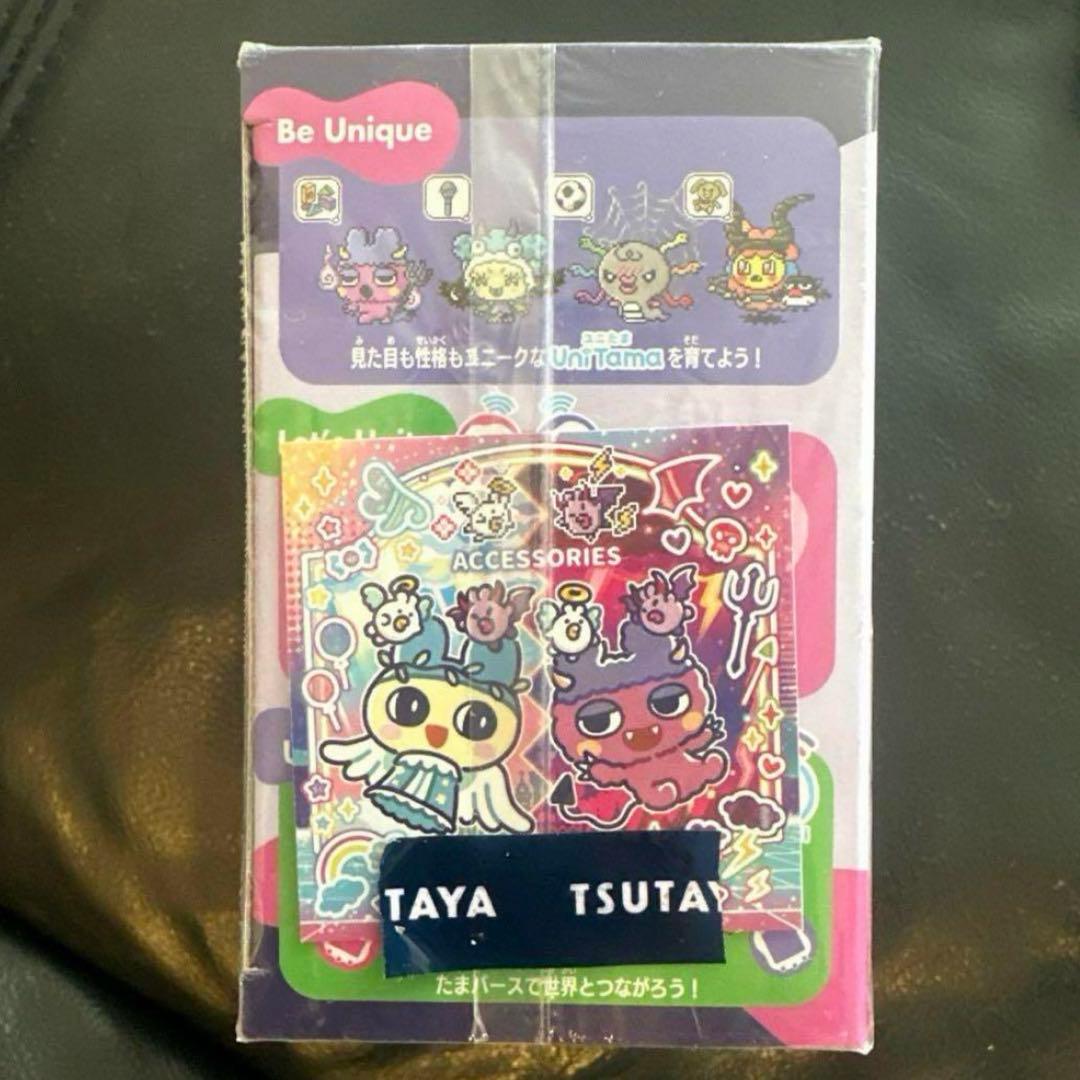 Be Unique
見た目も性格もユニークなUniTamaを育てよう!
ACCESSORIES
TAYA TSUTAY
たまバースで世界とつながろう!